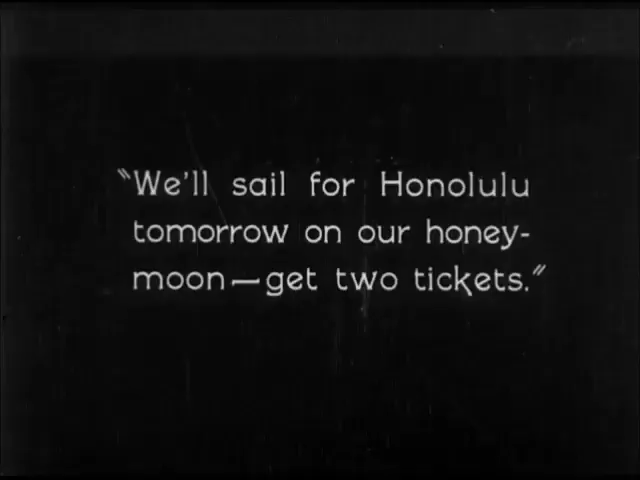 "We'll sail for Honolulu
tomorrow on our honey-
moon—get two tickets."